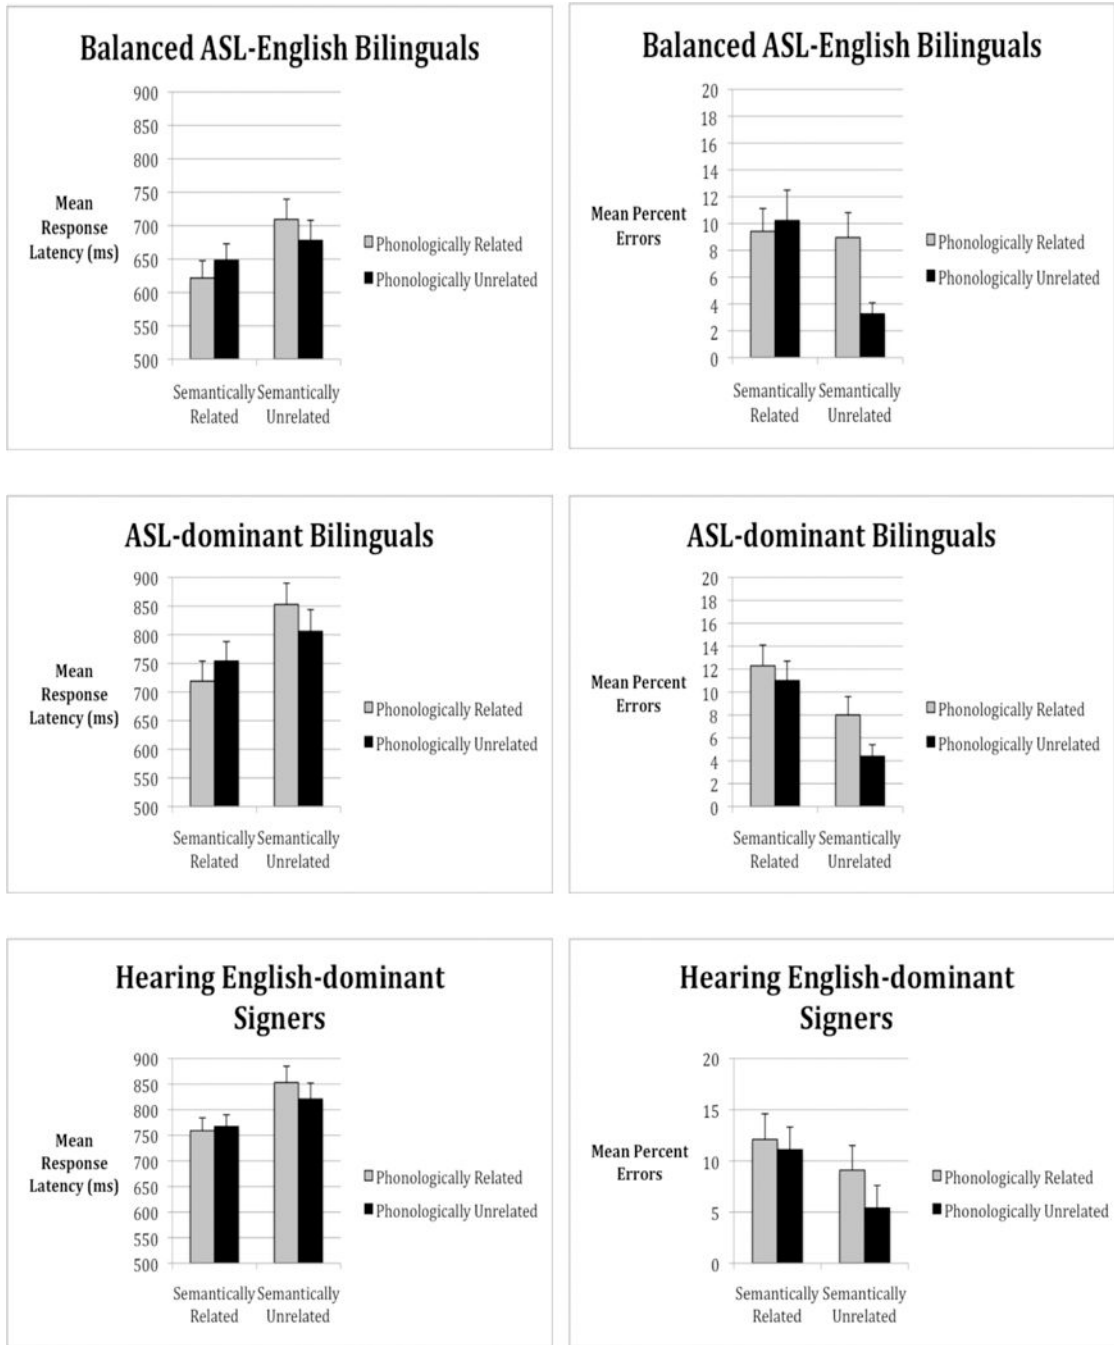 Balanced ASL-English Bilinguals
900
850
800
750
700
650
600
550
500
Mean
Response
Latency (ms)
Phonologically Related
Phonologically Unrelated
Semantically Semantically
Related Unrelated
Balanced ASL-English Bilinguals
20
18
16
14
12
10
8
6
4
2
0
Mean Percent
Errors
Phonologically Related
Phonologically Unrelated
Semantically Semantically
Related Unrelated
ASL-dominant Bilinguals
900
850
800
750
700
650
600
550
500
Mean
Response
Latency (ms)
Phonologically Related
Phonologically Unrelated
Semantically Semantically
Related Unrelated
ASL-dominant Bilinguals
20
18
16
14
12
10
8
6
4
2
0
Mean Percent
Errors
Phonologically Related
Phonologically Unrelated
Semantically Semantically
Related Unrelated
Hearing English-dominant
Signers
900
850
800
750
700
650
600
550
500
Mean
Response
Latency (ms)
Phonologically Related
Phonologically Unrelated
Semantically Semantically
Related Unrelated
Hearing English-dominant
Signers
20
15
10
5
0
Mean Percent
Errors
Phonologically Related
Phonologically Unrelated
Semantically Semantically
Related Unrelated